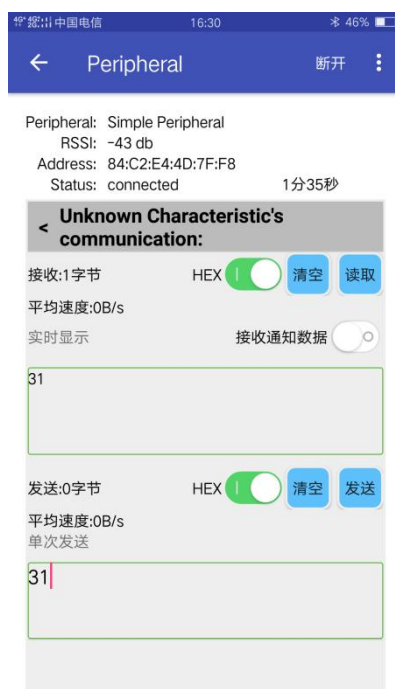 中国电信 16:30 46%
← Peripheral 断开
Peripheral: Simple Peripheral
RSSI: -43 db
Address: 84:C2:E4:4D:7F:F8
Status: connected 1分35秒
< Unknown Characteristic's
communication:
接收:1字节 HEX 清空 读取
平均速度:0B/s
实时显示 接收通知数据
31
发送:0字节 HEX 清空 发送
平均速度:0B/s
单次发送
31